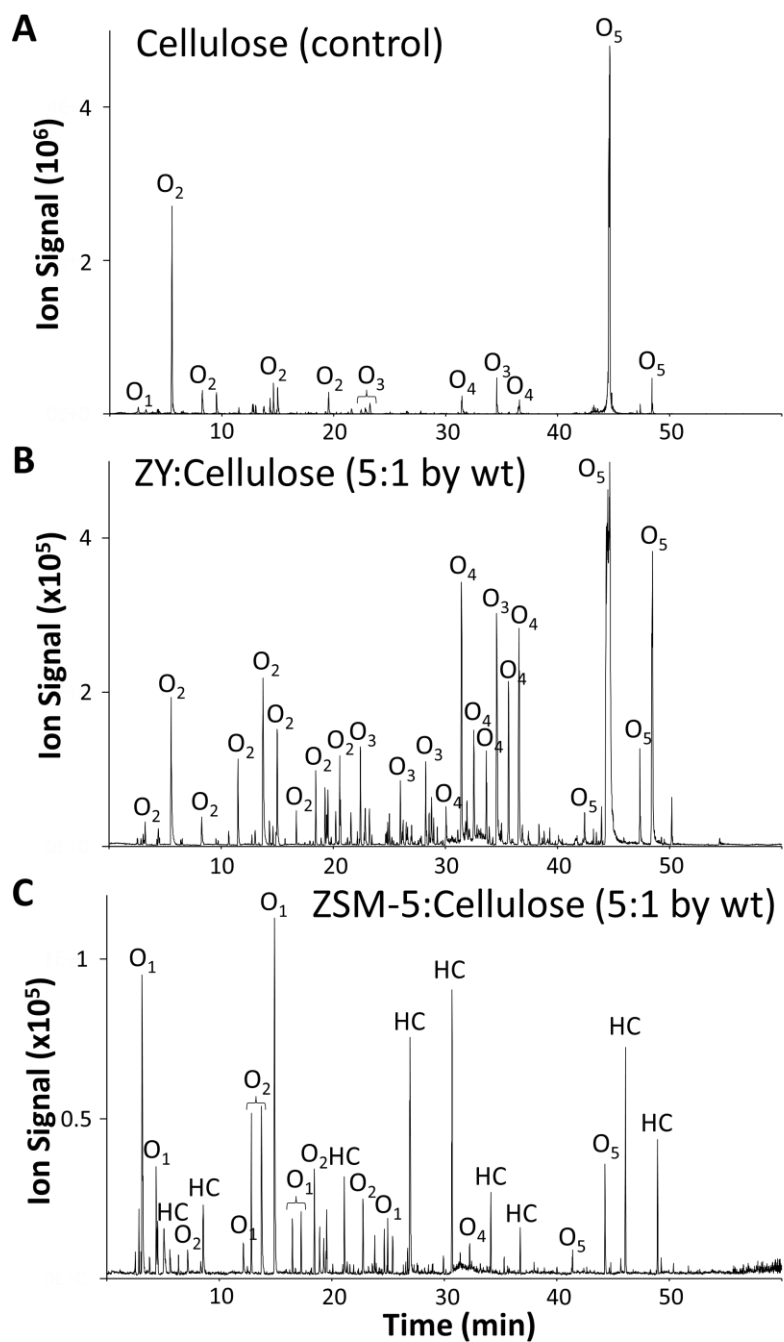 A
Cellulose (control)
Ion Signal (10⁶)
4
2
O₁
O₂
O₂
O₂
O₂
O₃
O₄
O₃
O₄
O₅
O₅
10 20 30 40 50
B
ZY:Cellulose (5:1 by wt)
Ion Signal (x10⁵)
4
2
O₂
O₂
O₂
O₂
O₂
O₂
O₂
O₂
O₂
O₃
O₃
O₃
O₄
O₄
O₄
O₄
O₃
O₄
O₄
O₅
O₅
O₅
O₅
10 20 30 40 50
C
ZSM-5:Cellulose (5:1 by wt)
Ion Signal (x10⁵)
1
0.5
O₁
O₁
HC
O₂
HC
O₁
O₂
O₁
O₁
O₂
HC
O₂
O₁
HC
HC
O₄
HC
HC
O₅
O₅
HC
HC
10 20 30 40 50
Time (min)